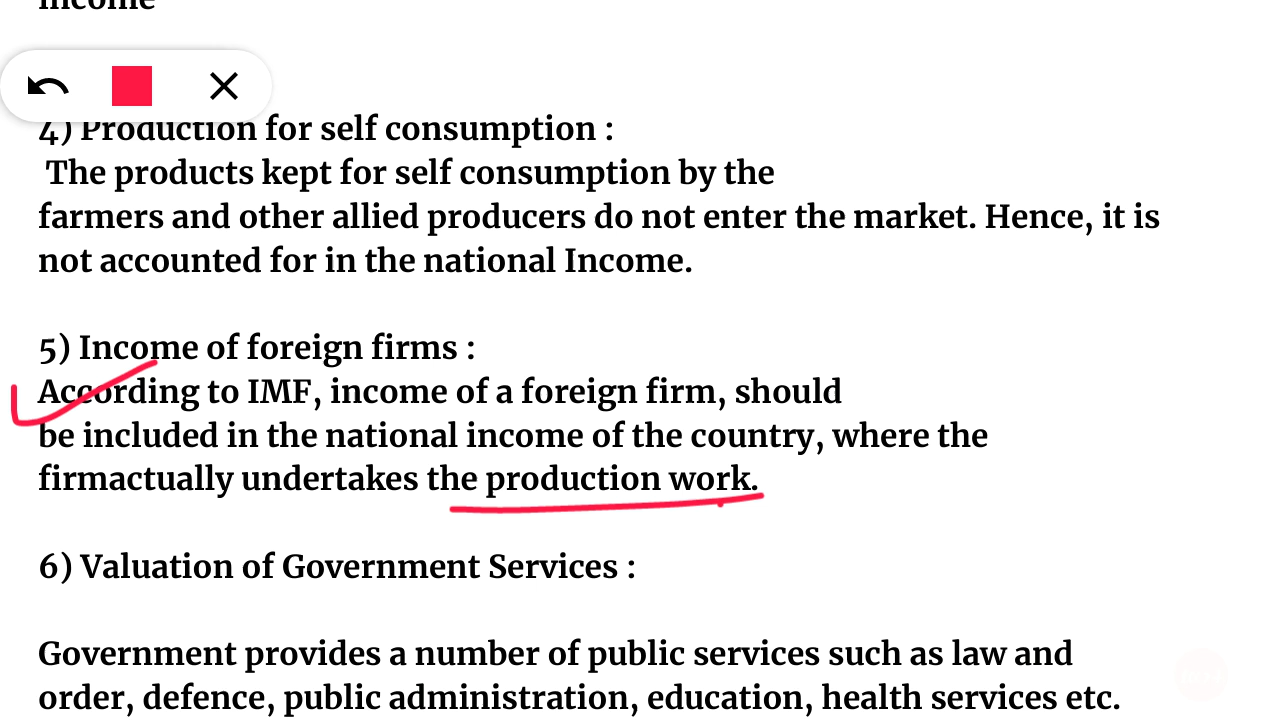 income
4) Production for self consumption :
The products kept for self consumption by the
farmers and other allied producers do not enter the market. Hence, it is
not accounted for in the national Income.
5) Income of foreign firms :
According to IMF, income of a foreign firm, should
be included in the national income of the country, where the
firmactually undertakes the production work.
6) Valuation of Government Services :
Government provides a number of public services such as law and
order, defence, public administration, education, health services etc.